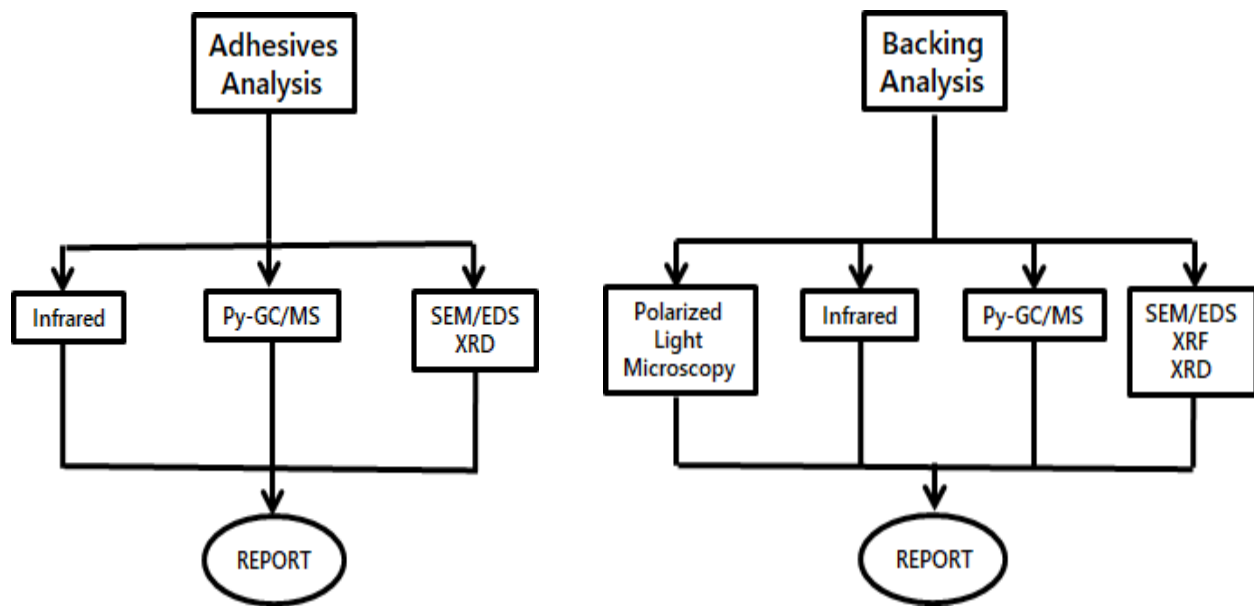 Adhesives
Analysis
Infrared
Py-GC/MS
SEM/EDS
XRD
REPORT
Backing
Analysis
Polarized
Light
Microscopy
Infrared
Py-GC/MS
SEM/EDS
XRF
XRD
REPORT